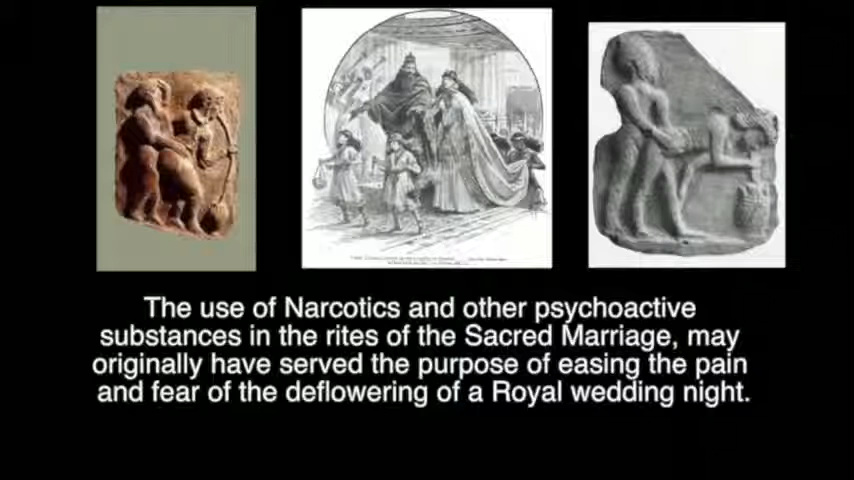 The use of Narcotics and other psychoactive
substances in the rites of the Sacred Marriage, may
originally have served the purpose of easing the pain
and fear of the deflowering of a Royal wedding night.